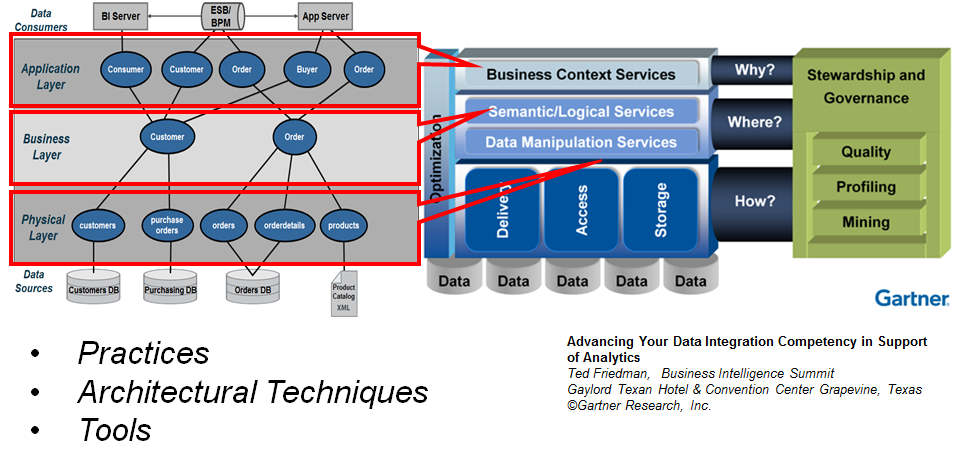 Data
Consumers
BI Server
ESB/
BPM
App Server
Application
Layer
Consumer
Customer
Order
Buyer
Order
Business
Layer
Customer
Order
Physical
Layer
customers
purchase
orders
orders
orderdetails
products
Data
Sources
Customers DB
Purchasing DB
Orders DB
Product
Catalog
XML
Optimization
Business Context Services
Semantic/Logical Services
Data Manipulation Services
Delivery
Access
Storage
Data
Data
Data
Data
Data
Why?
Where?
How?
Stewardship and
Governance
Quality
Profiling
Mining
Gartner
• Practices
• Architectural Techniques
• Tools
Advancing Your Data Integration Competency in Support
of Analytics
Ted Friedman, Business Intelligence Summit
Gaylord Texan Hotel & Convention Center Grapevine, Texas
©Gartner Research, Inc.